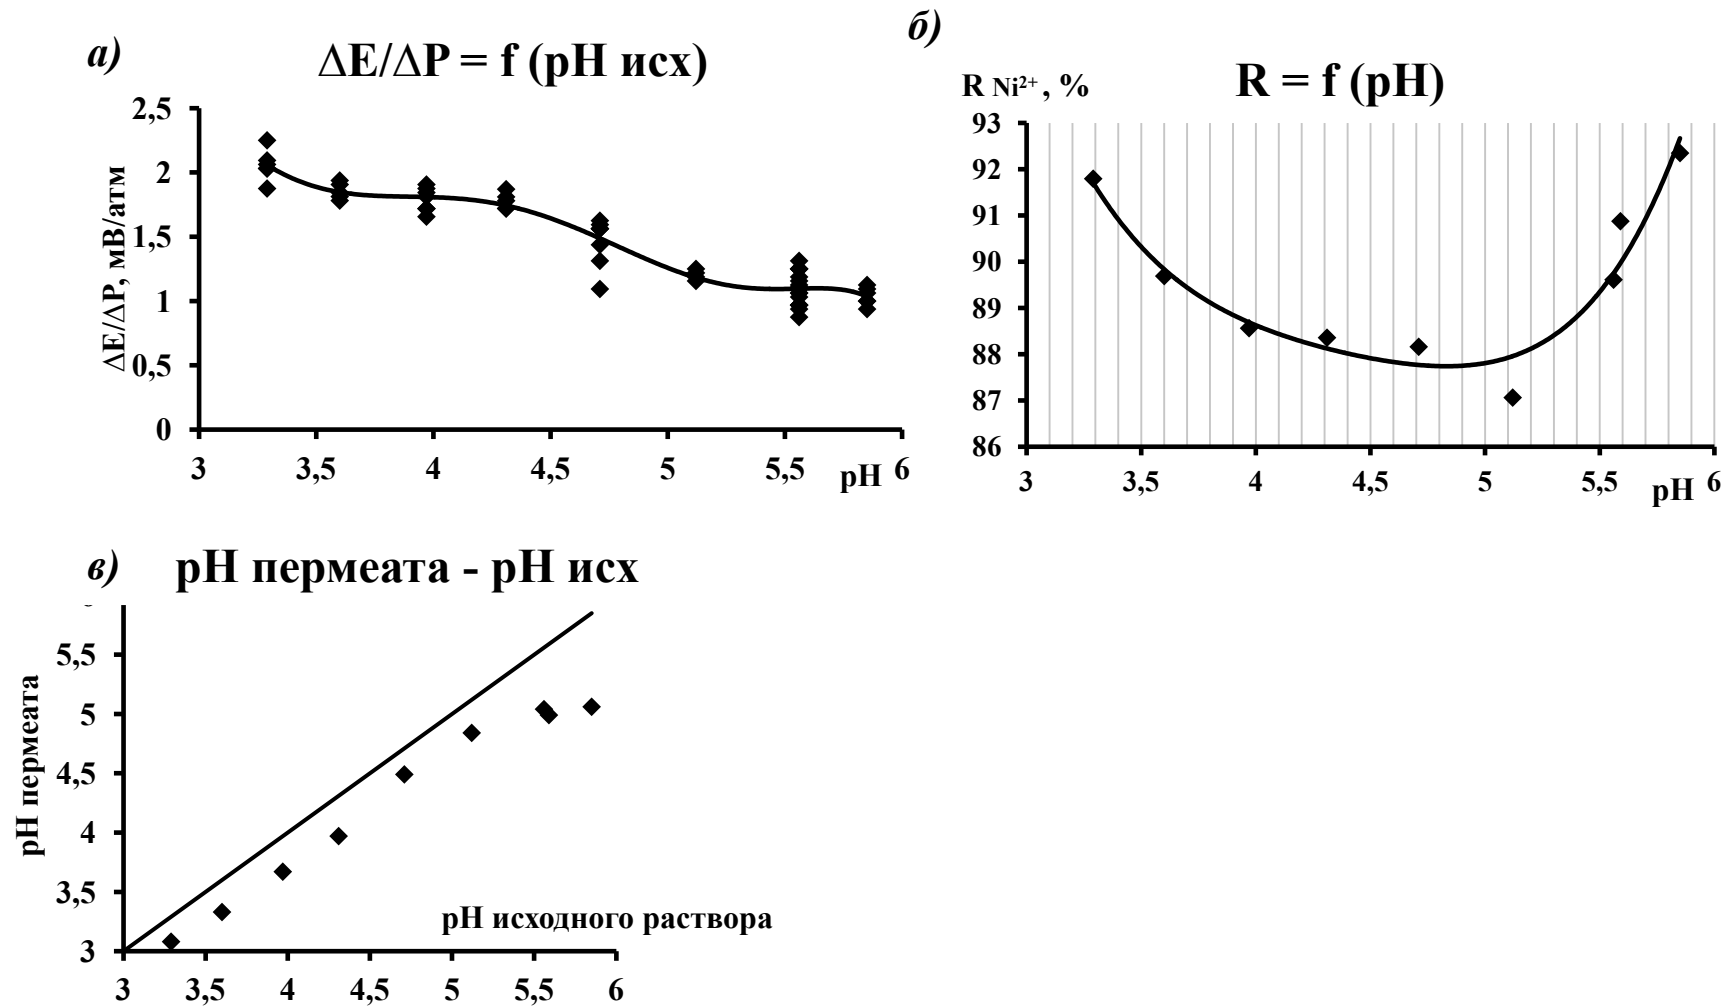 а)
ΔE/ΔP = f (pH исх)
ΔE/ΔP, мВ/атм
2,5
2
1,5
1
0,5
0
3 3,5 4 4,5 5 5,5 6
pH
б)
R Ni²⁺, %
R = f (pH)
93
92
91
90
89
88
87
86
3 3,5 4 4,5 5 5,5 6
pH
в)
pH пермеата - pH исх
pH пермеата
5,5
5
4,5
4
3,5
3
pH исходного раствора
3 3,5 4 4,5 5 5,5 6